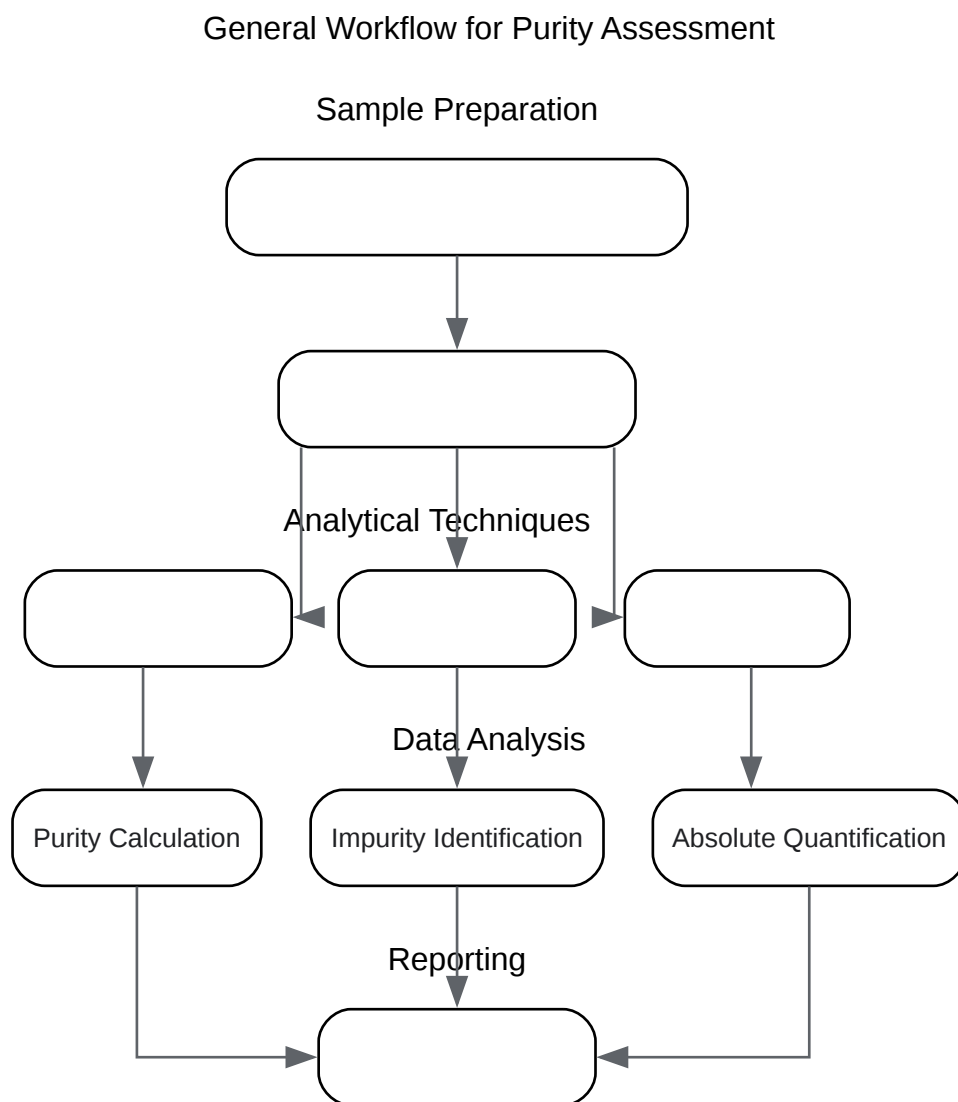 General Workflow for Purity Assessment
Sample Preparation
Analytical Techniques
Data Analysis
Purity Calculation
Impurity Identification
Absolute Quantification
Reporting